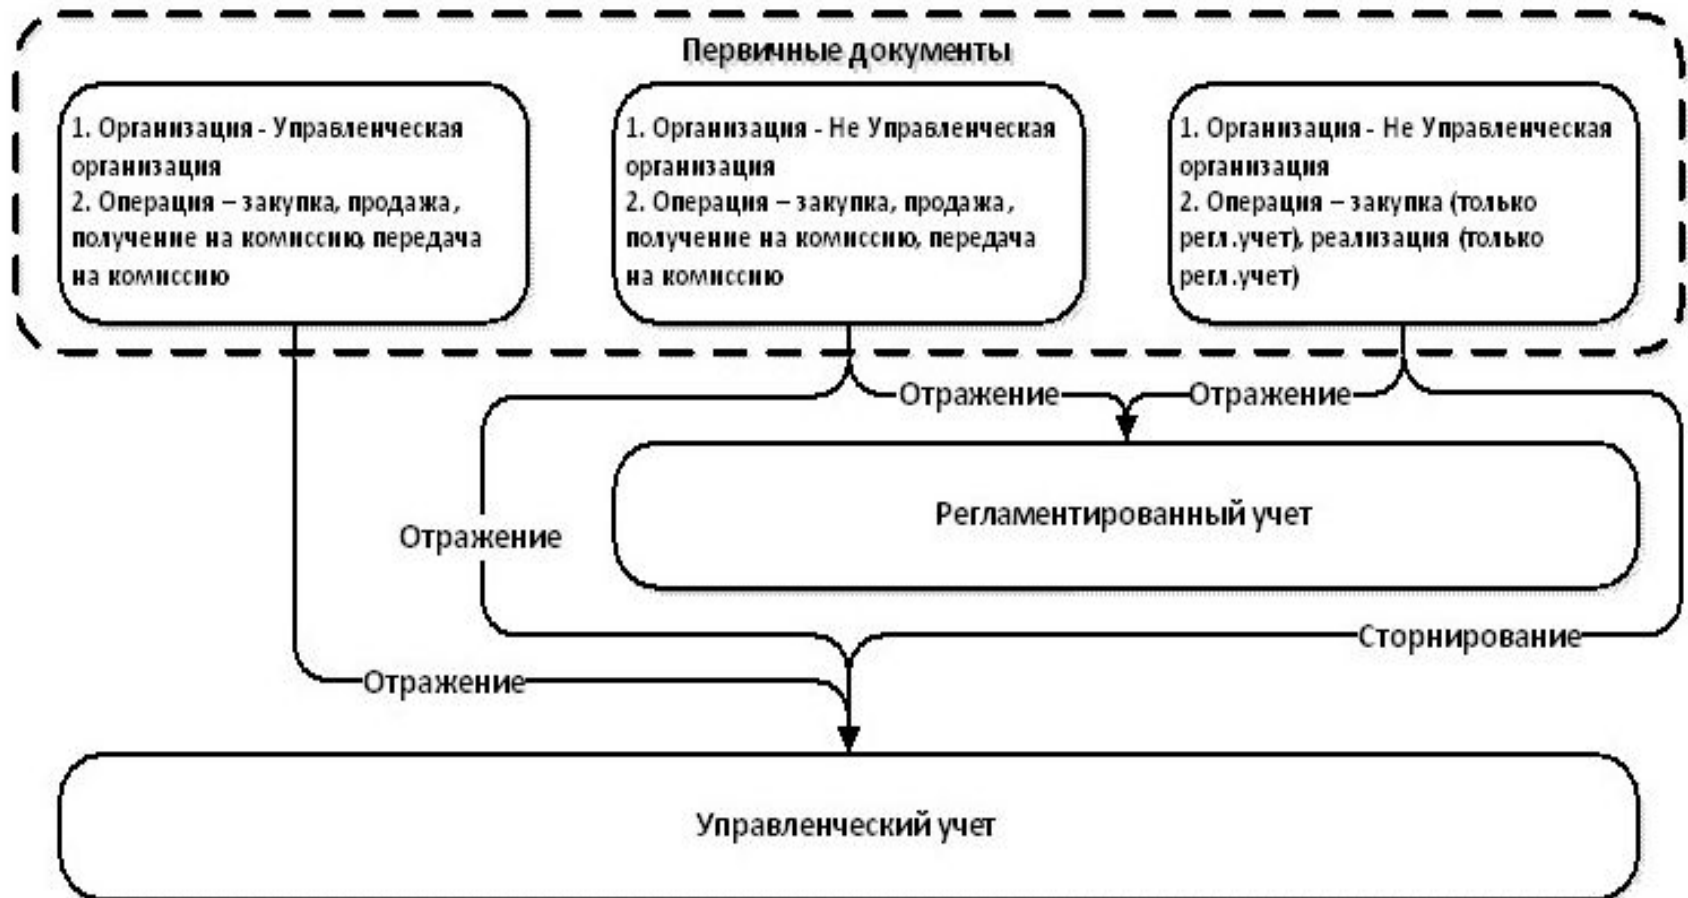 Первичные документы
1. Организация - Управленческая
организация
2. Операция – закупка, продажа,
получение на комиссию, передача
на комиссию
1. Организация - Не Управленческая
организация
2. Операция – закупка, продажа,
получение на комиссию, передача
на комиссию
1. Организация - Не Управленческая
организация
2. Операция – закупка (только
регл.учет), реализация (только
регл.учет)
Отражение
Отражение
Регламентированный учет
Отражение
Сторнирование
Отражение
Управленческий учет